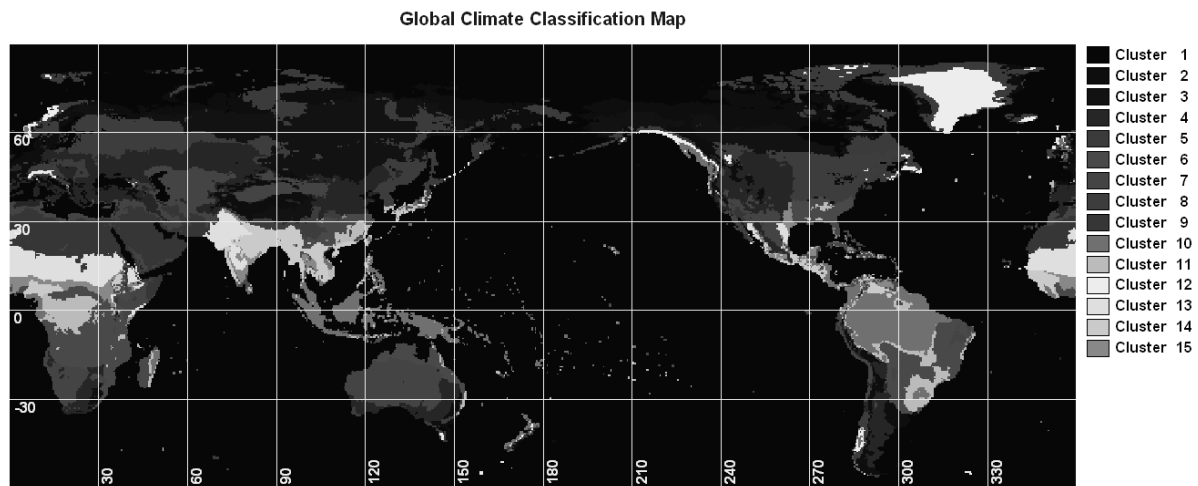 Global Climate Classification Map
Cluster 1
Cluster 2
Cluster 3
Cluster 4
Cluster 5
Cluster 6
Cluster 7
Cluster 8
Cluster 9
Cluster 10
Cluster 11
Cluster 12
Cluster 13
Cluster 14
Cluster 15
60
30
0
-30
30
60
90
120
150
180
210
240
270
300
330